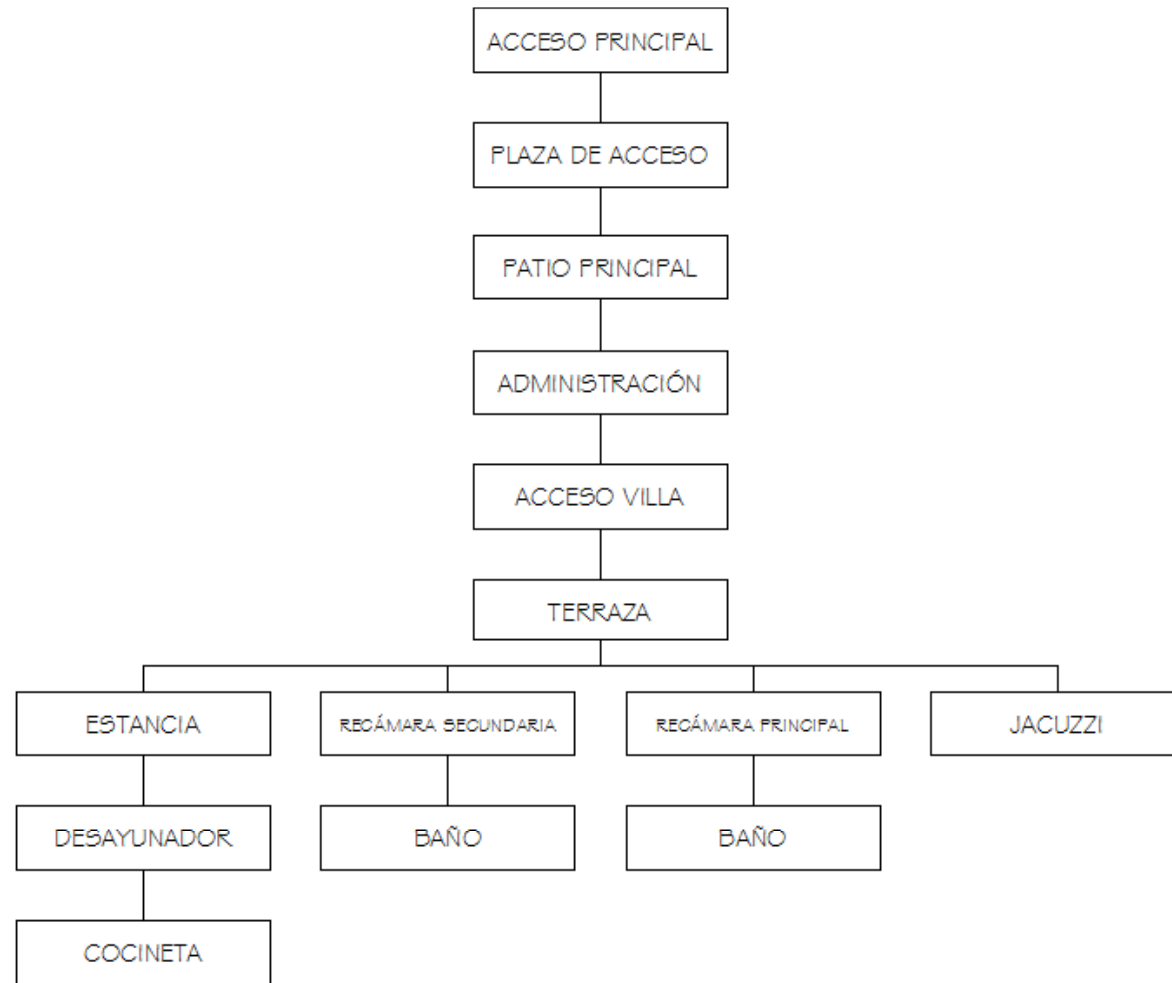 ACCESO PRINCIPAL
PLAZA DE ACCESO
PATIO PRINCIPAL
ADMINISTRACIÓN
ACCESO VILLA
TERRAZA
ESTANCIA
RECÁMARA SECUNDARIA
RECÁMARA PRINCIPAL
JACUZZI
DESAYUNADOR
BAÑO
BAÑO
COCINETA